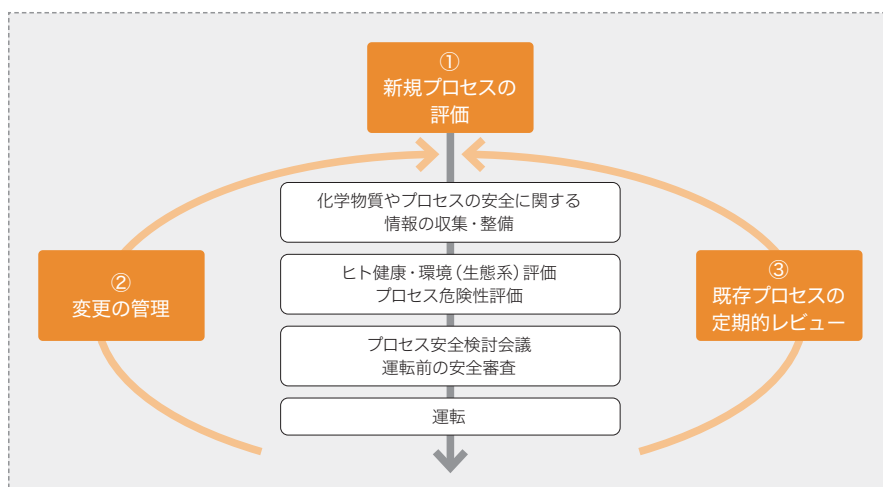 ①
新規プロセスの
評価
化学物質やプロセスの安全に関する
情報の収集・整備
②
変更の管理
ヒト健康・環境（生態系）評価
プロセス危険性評価
③
既存プロセスの
定期的レビュー
プロセス安全検討会議
運転前の安全審査
運転